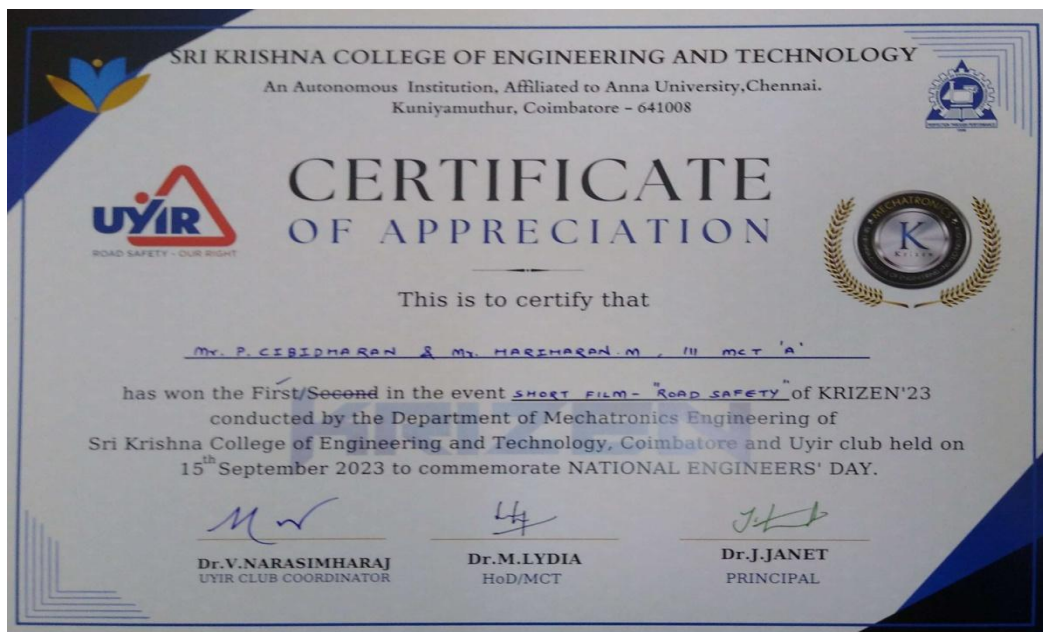 SRI KRISHNA COLLEGE OF ENGINEERING AND TECHNOLOGY
An Autonomous Institution, Affiliated to Anna University,Chennai.
Kuniyamuthur, Coimbatore – 641008
UYIR
ROAD SAFETY - OUR RIGHT
CERTIFICATE
OF APPRECIATION
MECHATRONICS
K
Krizen
This is to certify that
Mr. P. CIBIDHARAN & Mr. HARIHARAN.M, III MCT 'A'
has won the First/Second in the event SHORT FILM - "ROAD SAFETY" of KRIZEN'23
conducted by the Department of Mechatronics Engineering of
KRIZEN
Sri Krishna College of Engineering and Technology, Coimbatore and Uyir club held on
15th September 2023 to commemorate NATIONAL ENGINEERS' DAY.
Dr.V.NARASIMHARAJ
UYIR CLUB COORDINATOR
Dr.M.LYDIA
HoD/MCT
Dr.J.JANET
PRINCIPAL